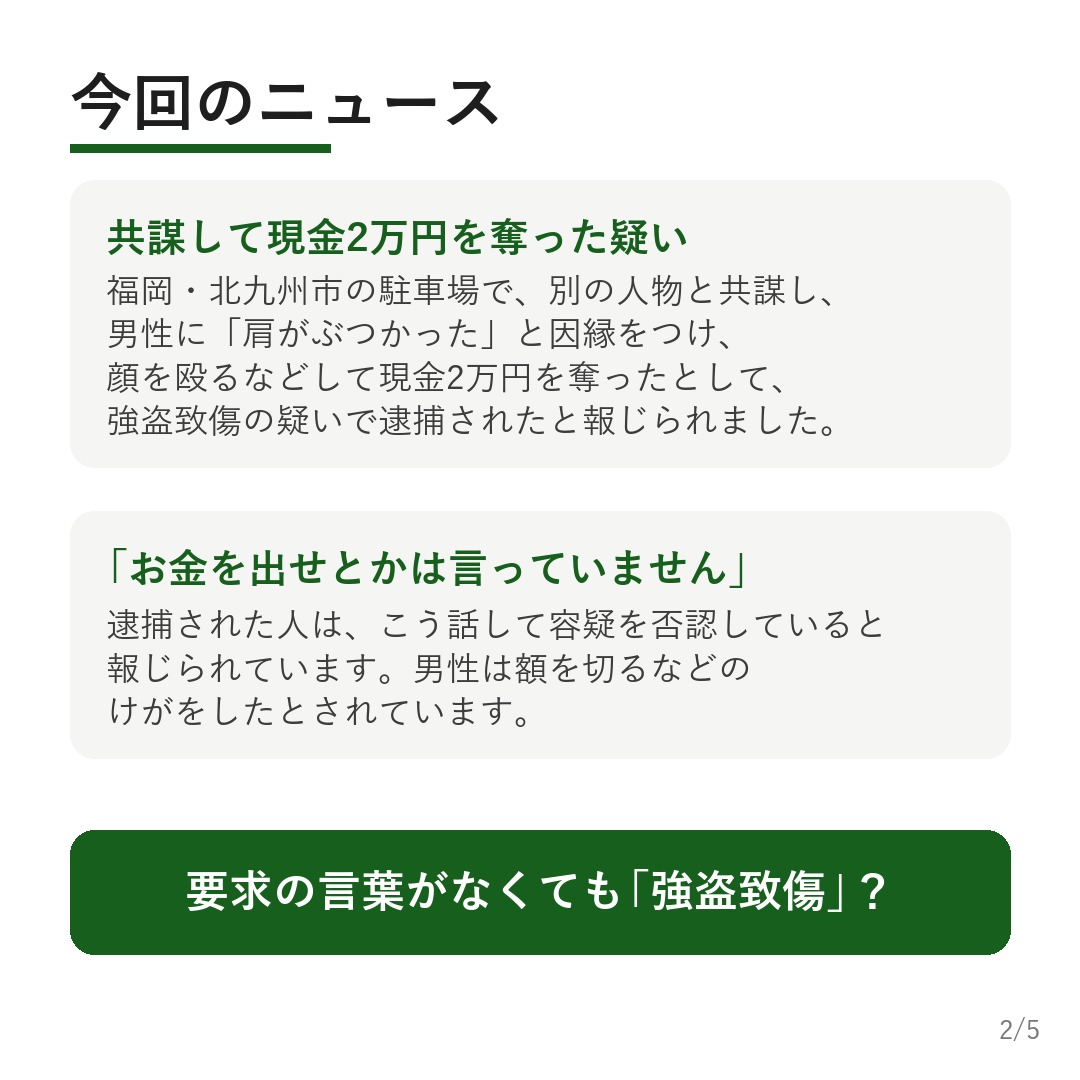 今回のニュース
共謀して現金2万円を奪った疑い
福岡・北九州市の駐車場で、別の人物と共謀し、
男性に「肩がぶつかった」と因縁をつけ、
顔を殴るなどして現金2万円を奪ったとして、
強盗致傷の疑いで逮捕されたと報じられました。
「お金を出せとかは言っていません」
逮捕された人は、こう話して容疑を否認していると
報じられています。男性は額を切るなどの
けがをしたとされています。
要求の言葉がなくても「強盗致傷」?
2/5